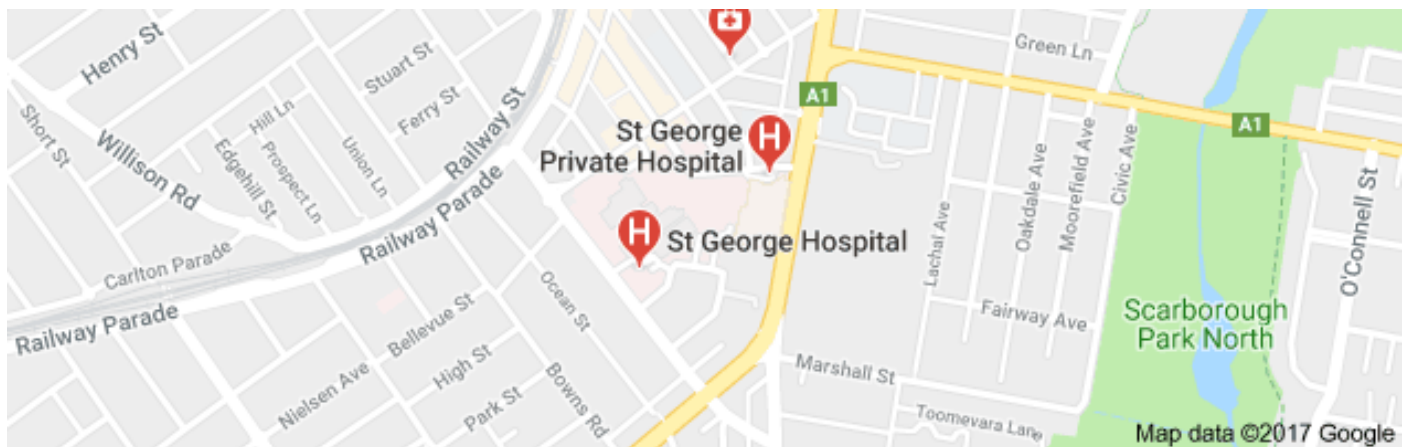 Henry St
Stuart St
Ferry St
Hill Ln
Short St
Willison Rd
Edgehill St
Prospect Ln
Union Ln
Railway St
Railway Parade
Carlton Parade
Railway Parade
Bellevue St
Nielsen Ave
High St
Park St
Ocean St
Bowns Rd
St George
Private Hospital
H
H
St George Hospital
A1
Green Ln
A1
Lachal Ave
Oakdale Ave
Moorefield Ave
Civic Ave
Fairway Ave
Marshall St
Toomevara Lane
O'Connell St
Scarborough
Park North
Map data ©2017 Google